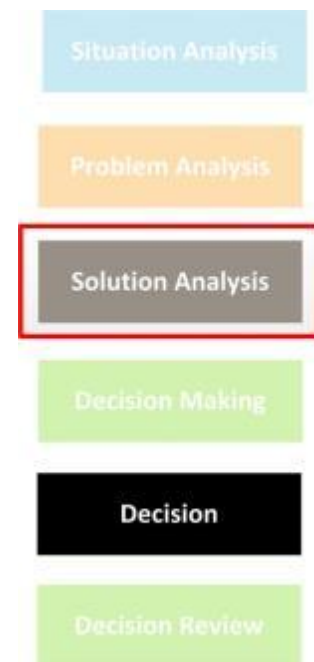 Situation Analysis
Problem Analysis
Solution Analysis
Decision Making
Decision
Decision Review